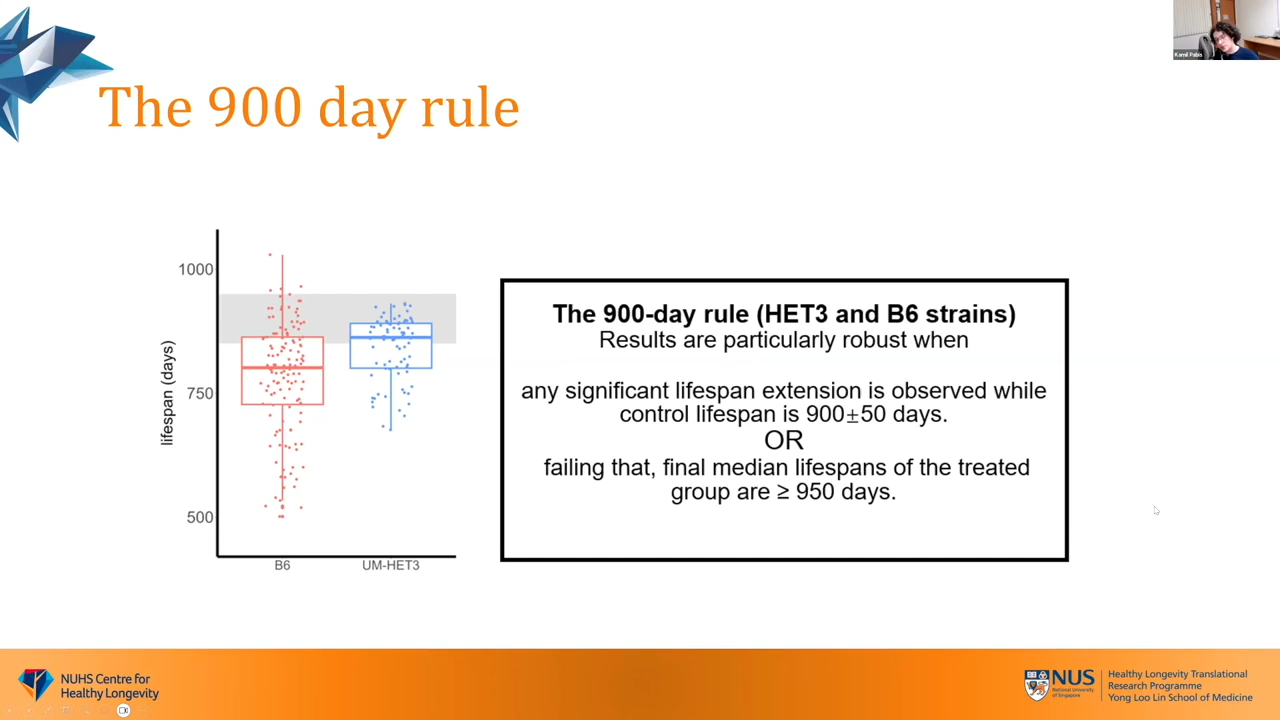 Kamil Pabis
The 900 day rule
1000
750
500
lifespan (days)
B6
UM-HET3
The 900-day rule (HET3 and B6 strains)
Results are particularly robust when
any significant lifespan extension is observed while
control lifespan is 900±50 days.
OR
failing that, final median lifespans of the treated
group are ≥ 950 days.
NUHS Centre for
Healthy Longevity
NUS
National University
of Singapore
Healthy Longevity Translational
Research Programme
Yong Loo Lin School of Medicine